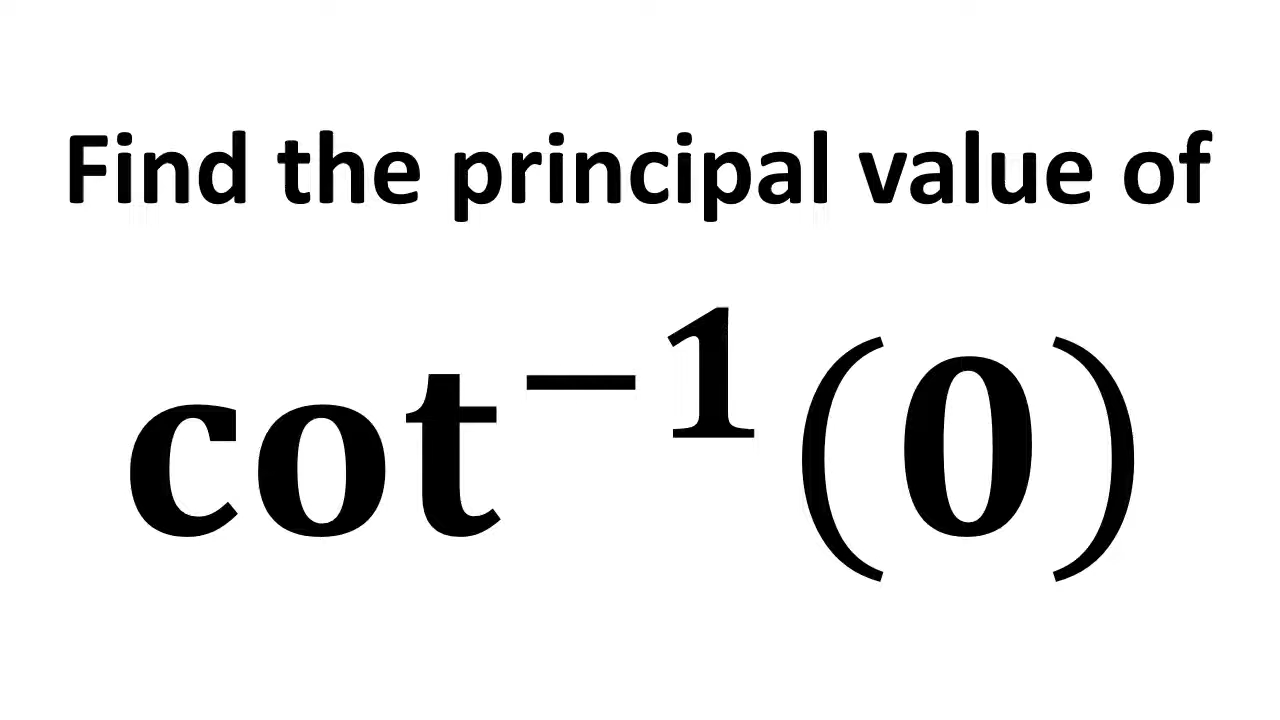 Find the principal value of
cot⁻¹(0)